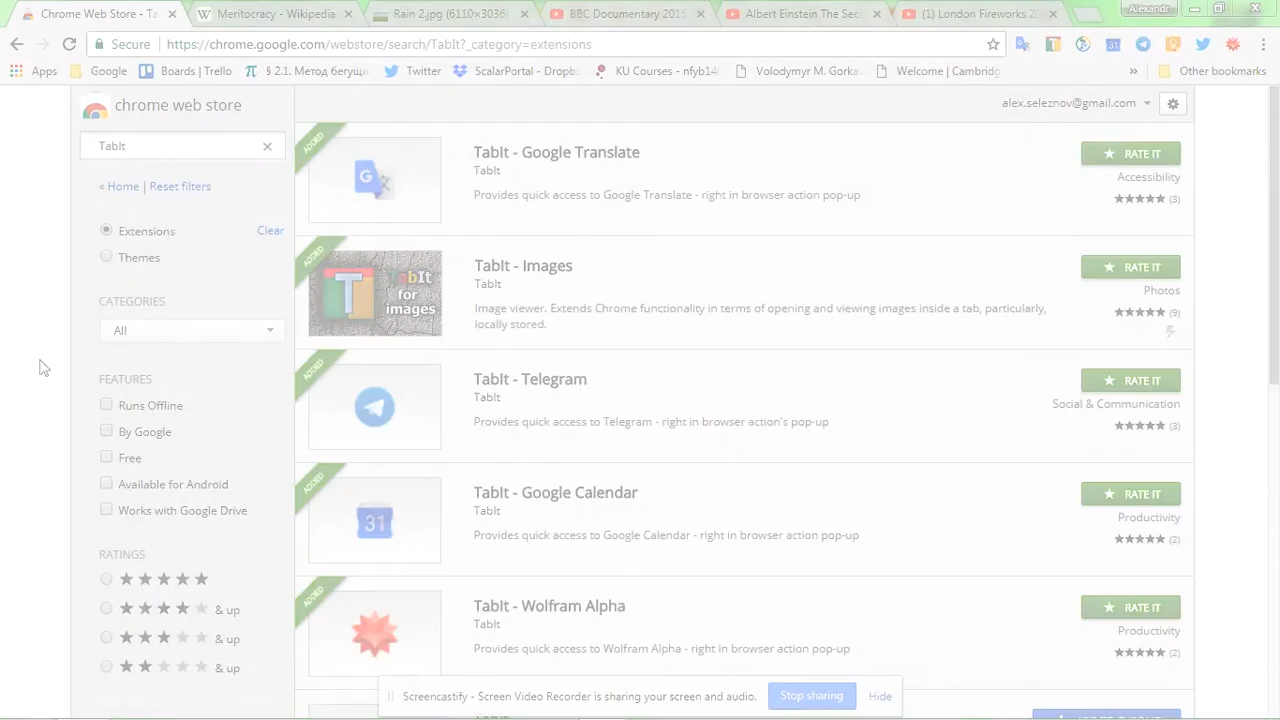 Chrome Web Store - Tab
Meritocracy - Wikipedia
Rain 2.jpg (6110×3036)
BBC Documentary 2015
Albert Einstein The Sec
(1) London Fireworks 20
Alexandr
Secure https://chrome.google.com/webstore/search/TabIt?_category=extensions
Apps Google Boards | Trello § 2.1. Метод бегущи Twitter ScalarPortal - Dropbo KU Courses - nfyb14 Volodymyr M. Gorka Welcome | Cambridg » Other bookmarks
chrome web store
alex.seleznov@gmail.com
TabIt
« Home | Reset filters
Extensions Clear
Themes
CATEGORIES
All
FEATURES
Runs Offline
By Google
Free
Available for Android
Works with Google Drive
RATINGS
& up
& up
& up
ADDED
TabIt - Google Translate
TabIt
Provides quick access to Google Translate - right in browser action pop-up
RATE IT
Accessibility
(3)
ADDED
TabIt
for
images
TabIt - Images
TabIt
Image viewer. Extends Chrome functionality in terms of opening and viewing images inside a tab, particularly,
locally stored.
RATE IT
Photos
(9)
ADDED
TabIt - Telegram
TabIt
Provides quick access to Telegram - right in browser action's pop-up
RATE IT
Social & Communication
(3)
ADDED
31
TabIt - Google Calendar
TabIt
Provides quick access to Google Calendar - right in browser action pop-up
RATE IT
Productivity
(2)
ADDED
TabIt - Wolfram Alpha
TabIt
Provides quick access to Wolfram Alpha - right in browser action pop-up
RATE IT
Productivity
(2)
Screencastify - Screen Video Recorder is sharing your screen and audio. Stop sharing Hide